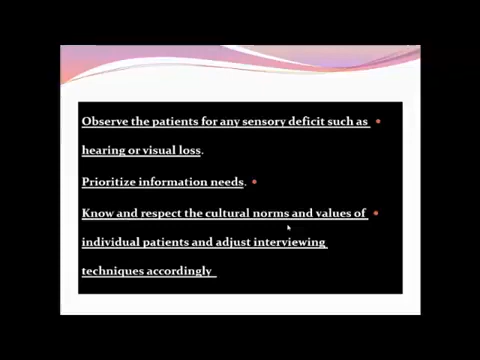 Observe the patients for any sensory deficit such as •
hearing or visual loss.
Prioritize information needs. •
Know and respect the cultural norms and values of •
individual patients and adjust interviewing
techniques accordingly